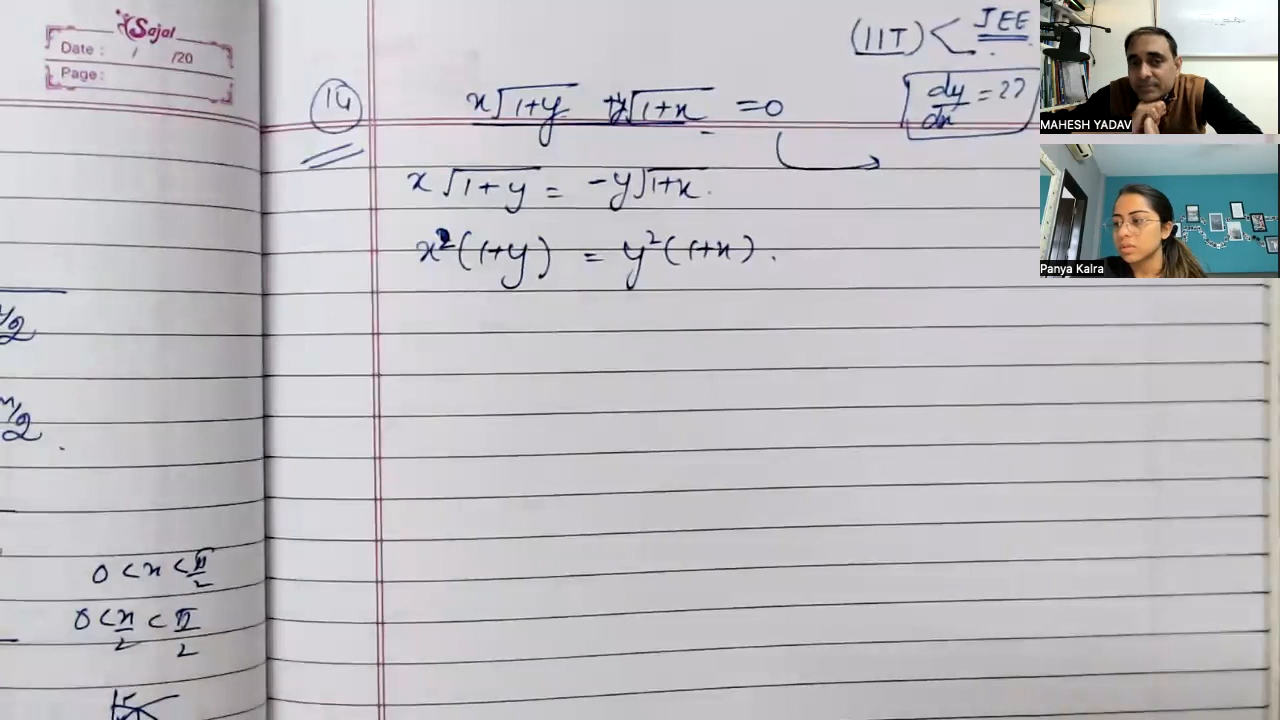 Sajal
Date : / /20
Page :
(IIT) < JEE
dy/dx = ??
14 x√(1+y) + y√(1+x) = 0
x√(1+y) = -y√(1+x) .
x²(1+y) = y²(1+x) .
0 < x < π/2
0 < x/2 < π/2
MAHESH YADAV
Panya Kalra